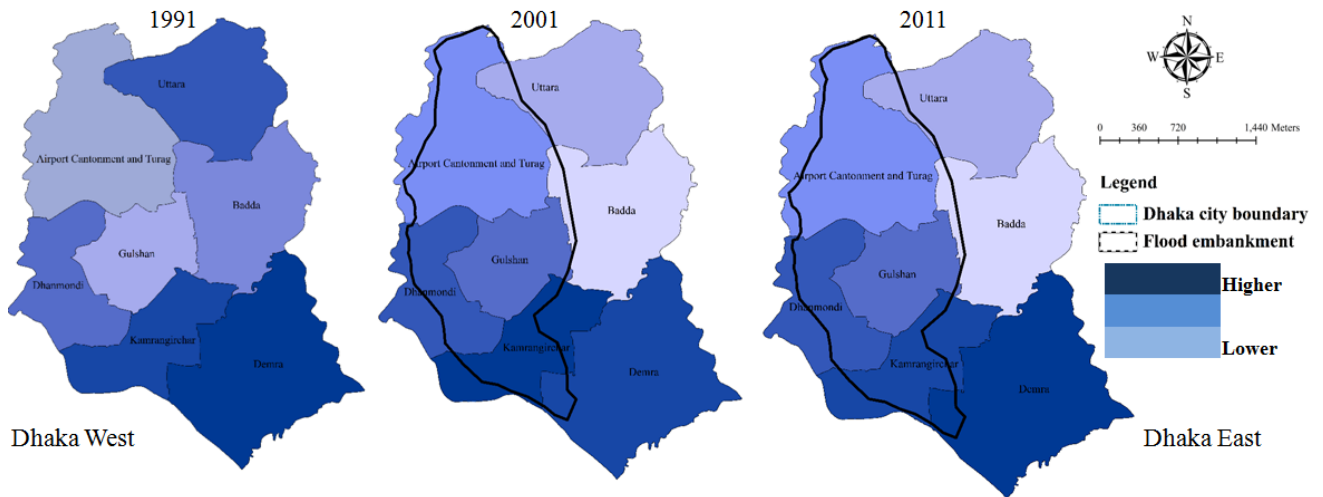 1991
2001
2011
Uttara
Airport Cantonment and Turag
Badda
Gulshan
Dhanmondi
Kamrangirchar
Demra
Uttara
Airport Cantonment and Turag
Badda
Gulshan
Dhanmondi
Kamrangirchar
Demra
Uttara
Airport Cantonment and Turag
Badda
Gulshan
Dhanmondi
Kamrangirchar
Demra
N
W E
S
0 360 720 1,440 Meters
Legend
Dhaka city boundary
Flood embankment
Higher
Lower
Dhaka West
Dhaka East